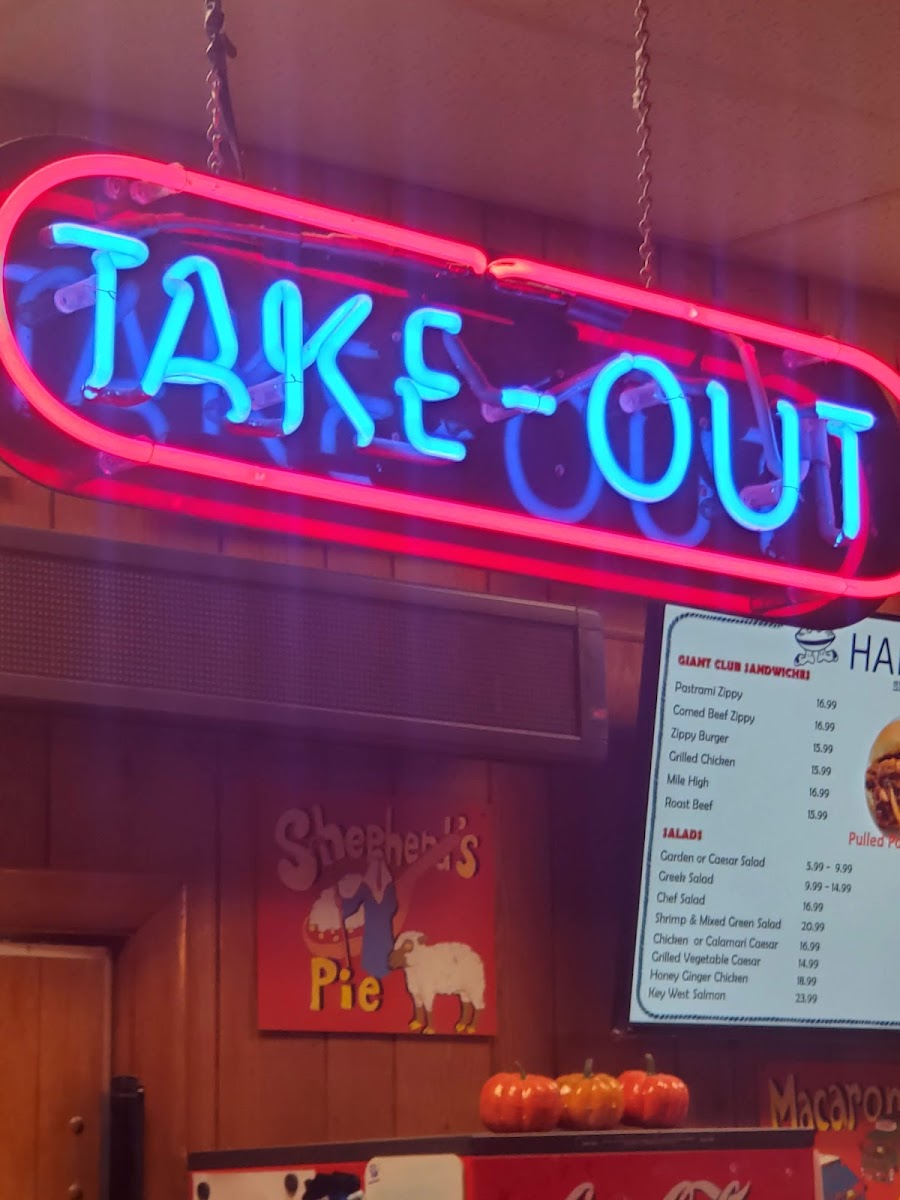 TAKE-OUT
GIANT CLUB SANDWICHES
Pastrami Zippy 16.99
Corned Beef Zippy 16.99
Zippy Burger 15.99
Grilled Chicken 15.99
Mile High 16.99
Roast Beef 15.99
SALADS
Garden or Caesar Salad 5.99 - 9.99
Greek Salad 9.99 - 14.99
Chef Salad 16.99
Shrimp & Mixed Green Salad 20.99
Chicken or Calamari Caesar 16.99
Grilled Vegetable Caesar 14.99
Honey Ginger Chicken 18.99
Key West Salmon 23.99
HA
Pulled Po
Shepherd's
Pie
Macaron